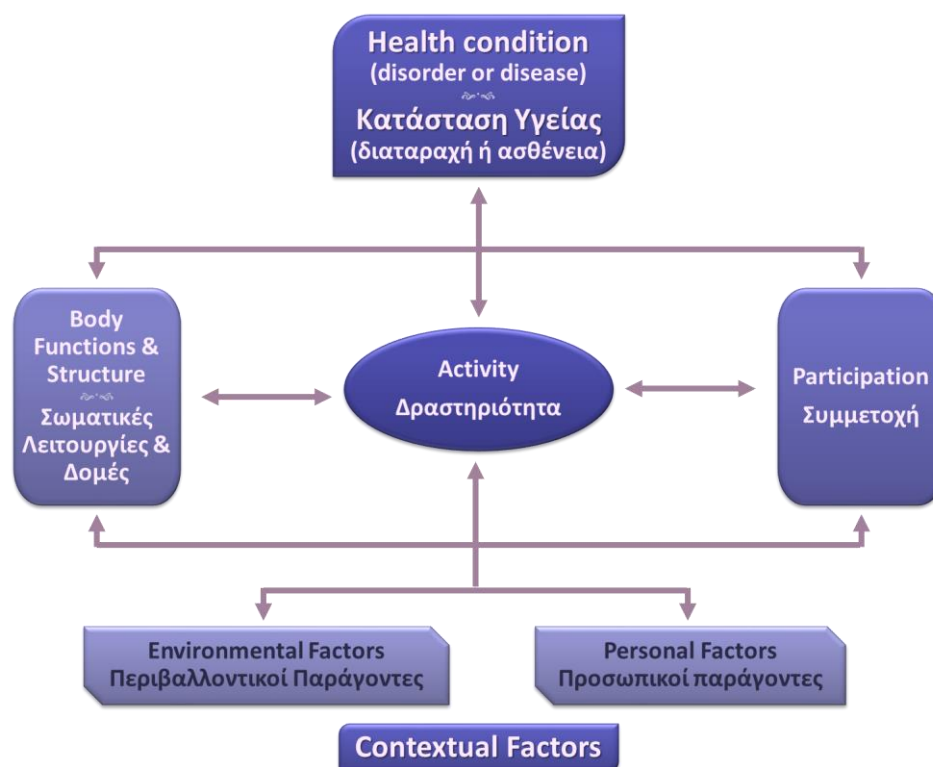 Health condition
(disorder or disease)
Κατάσταση Υγείας
(διαταραχή ή ασθένεια)
Body
Functions &
Structure
Σωματικές
Λειτουργίες &
Δομές
Activity
Δραστηριότητα
Participation
Συμμετοχή
Environmental Factors
Περιβαλλοντικοί Παράγοντες
Personal Factors
Προσωπικοί παράγοντες
Contextual Factors